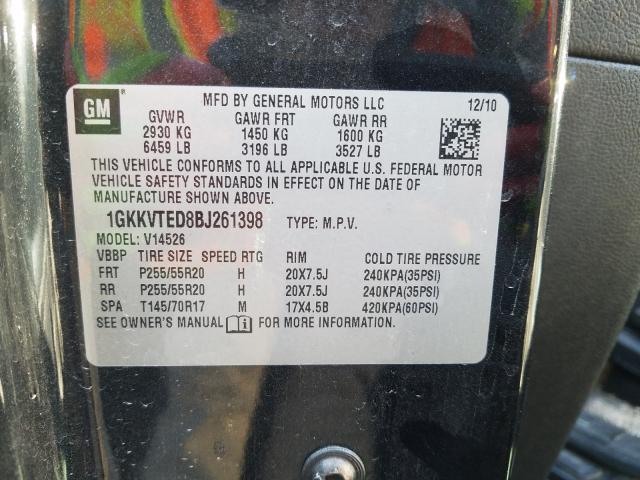 GM
MFD BY GENERAL MOTORS LLC 12/10
GVWR GAWR FRT GAWR RR
2930 KG 1450 KG 1600 KG
6459 LB 3196 LB 3527 LB
THIS VEHICLE CONFORMS TO ALL APPLICABLE U.S. FEDERAL MOTOR
VEHICLE SAFETY STANDARDS IN EFFECT ON THE DATE OF
MANUFACTURE SHOWN ABOVE.
1GKKVTED8BJ261398 TYPE: M.P.V.
MODEL: V14526
VBBP TIRE SIZE SPEED RTG RIM COLD TIRE PRESSURE
FRT P255/55R20 H 20X7.5J 240KPA(35PSI)
RR P255/55R20 H 20X7.5J 240KPA(35PSI)
SPA T145/70R17 M 17X4.5B 420KPA(60PSI)
SEE OWNER'S MANUAL FOR MORE INFORMATION.